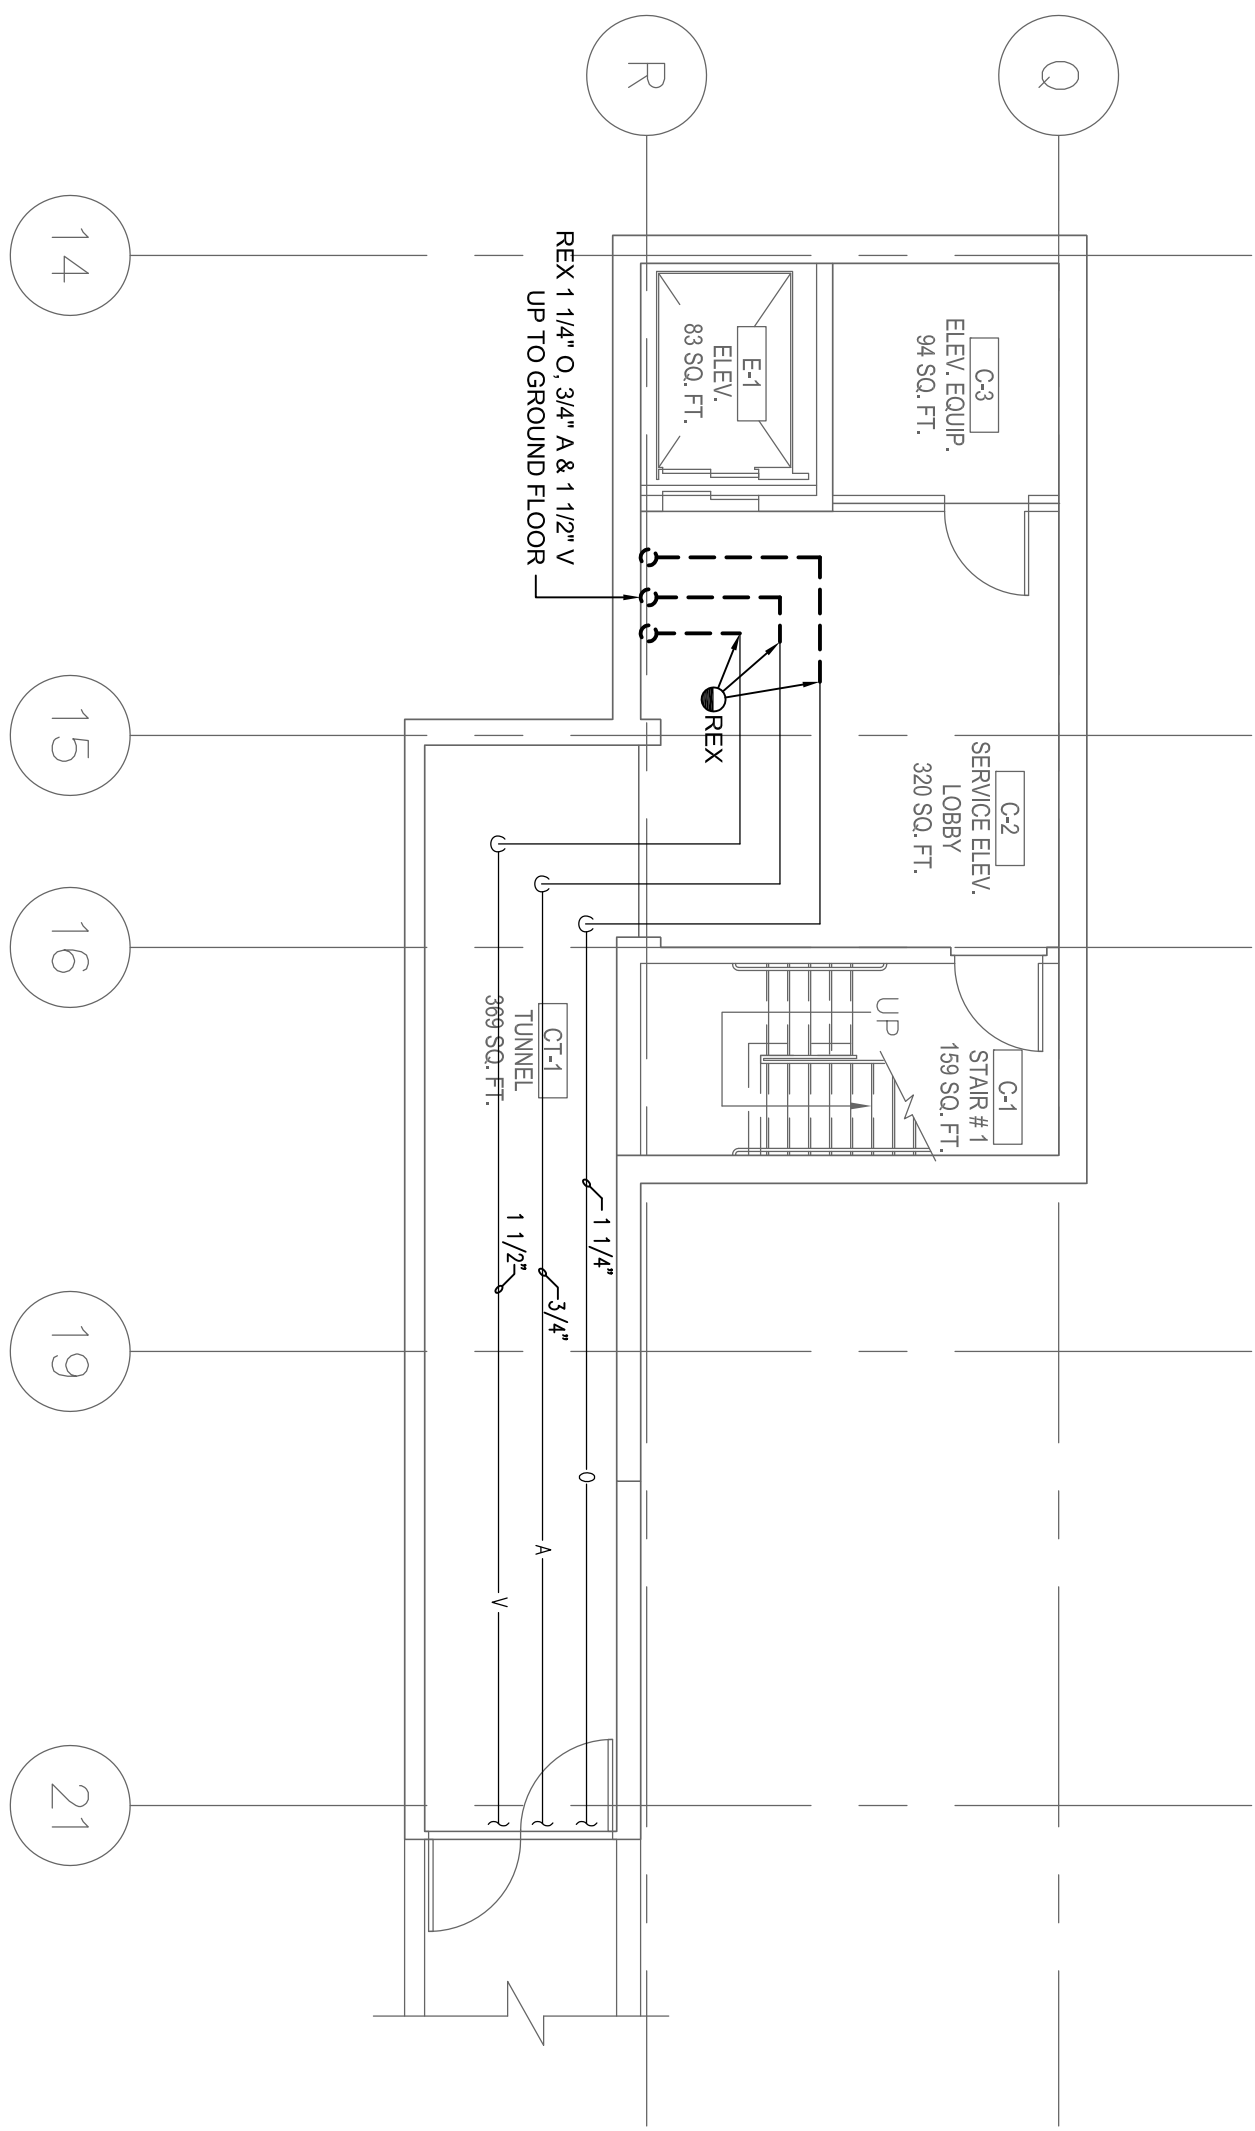 Q
R
14
15
16
19
21
C-3
ELEV. EQUIP.
94 SQ. FT.
E-1
ELEV.
83 SQ. FT.
REX 1 1/4" O, 3/4" A & 1 1/2" V
UP TO GROUND FLOOR
REX
C-2
SERVICE ELEV.
LOBBY
320 SQ. FT.
UP
C-1
STAIR # 1
159 SQ. FT.
CT-1
TUNNEL
369 SQ. FT.
1 1/4"
3/4"
1 1/2"
O
A
V